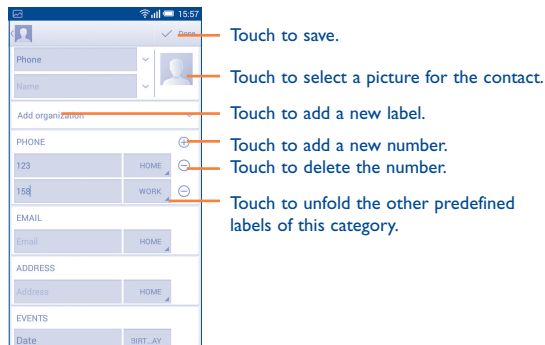 15:57
Done
Touch to save.
Phone
Name
Touch to select a picture for the contact.
Add organization
Touch to add a new label.
PHONE
Touch to add a new number.
123 HOME
Touch to delete the number.
158 WORK
Touch to unfold the other predefined
labels of this category.
EMAIL
Email HOME
ADDRESS
Address HOME
EVENTS
Date BIRT...AY